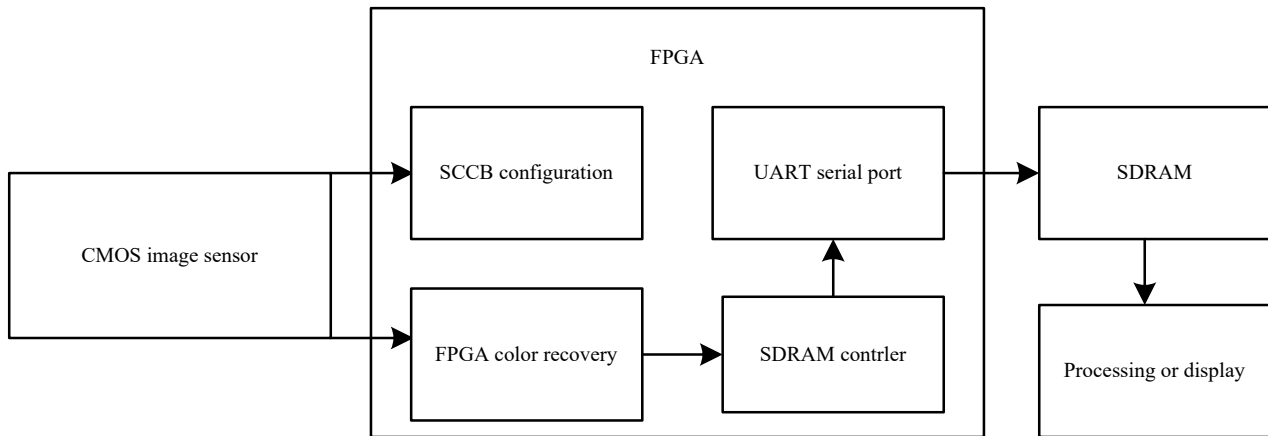 FPGA
SCCB configuration
UART serial port
SDRAM
CMOS image sensor
FPGA color recovery
SDRAM contrler
Processing or display